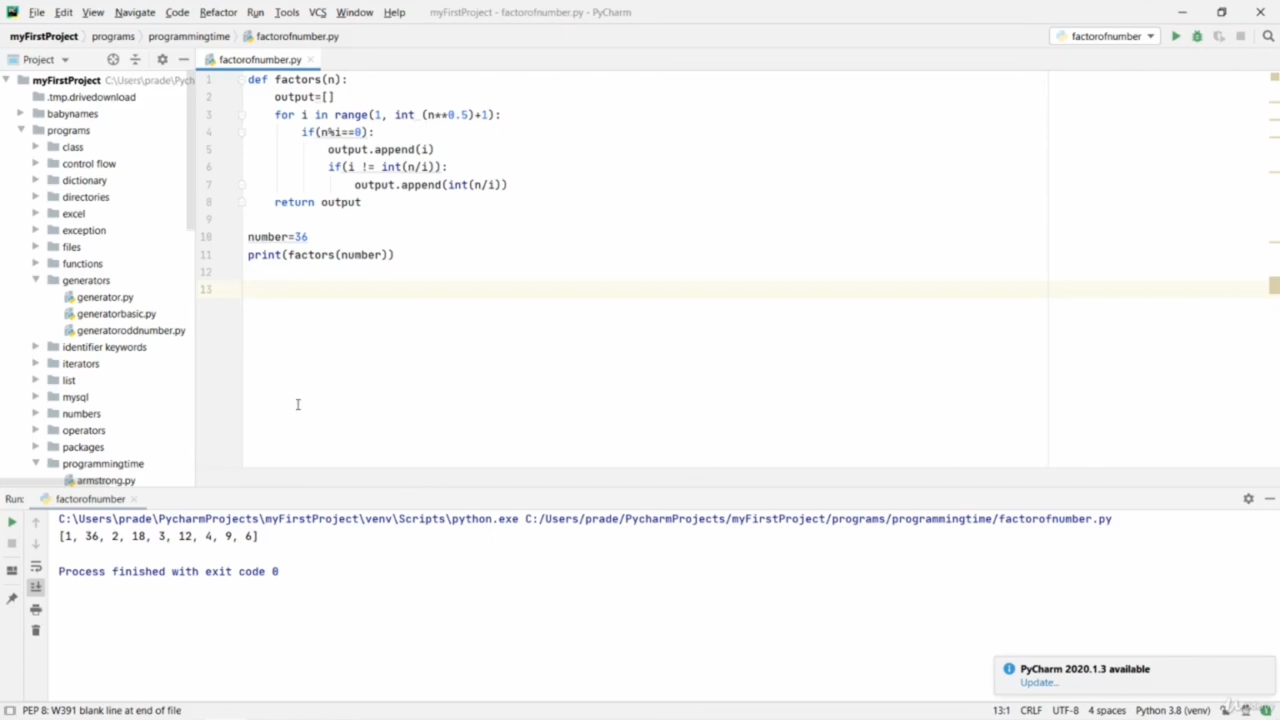 File Edit View Navigate Code Refactor Run Tools VCS Window Help myFirstProject - factorofnumber.py - PyCharm
myFirstProject programs programmingtime factorofnumber.py factorofnumber
Project factorofnumber.py
myFirstProject C:\Users\prade\Pych
.tmp.drivedownload
babynames
programs
class
control flow
dictionary
directories
excel
exception
files
functions
generators
generator.py
generatorbasic.py
generatoroddnumber.py
identifier keywords
iterators
list
mysql
numbers
operators
packages
programmingtime
armstrong.py
1 def factors(n):
2 output=[]
3 for i in range(1, int (n**0.5)+1):
4 if(n%i==0):
5 output.append(i)
6 if(i != int(n/i)):
7 output.append(int(n/i))
8 return output
9
10 number=36
11 print(factors(number))
12
13
Run: factorofnumber
C:\Users\prade\PycharmProjects\myFirstProject\venv\Scripts\python.exe C:/Users/prade/PycharmProjects/myFirstProject/programs/programmingtime/factorofnumber.py
[1, 36, 2, 18, 3, 12, 4, 9, 6]
Process finished with exit code 0
PyCharm 2020.1.3 available
Update...
PEP 8: W391 blank line at end of file 13:1 CRLF UTF-8 4 spaces Python 3.8 (venv)